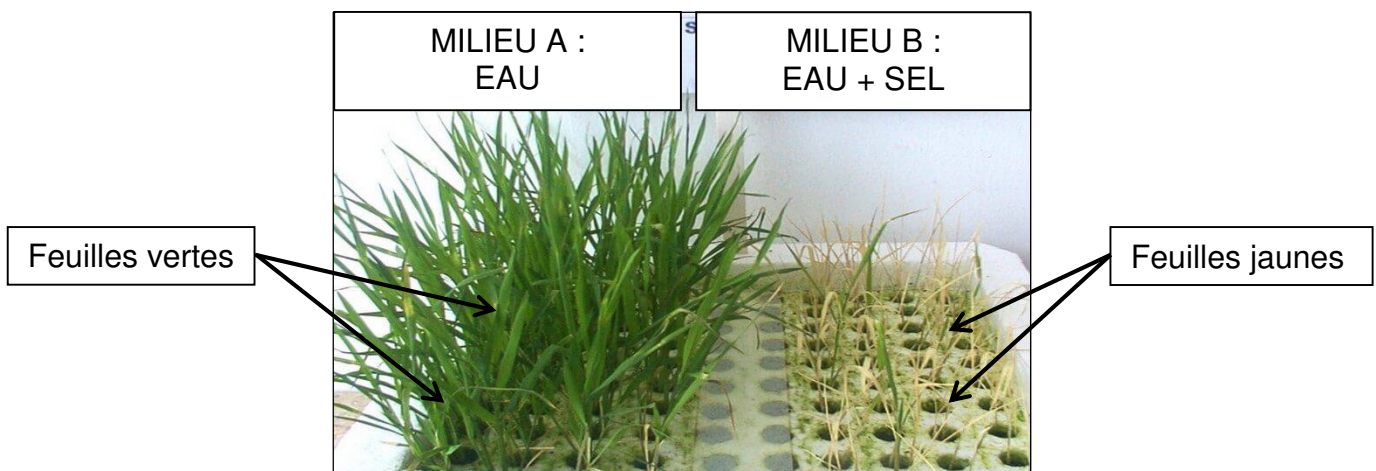 MILIEU A :
EAU
MILIEU B :
EAU + SEL
Feuilles vertes
Feuilles jaunes